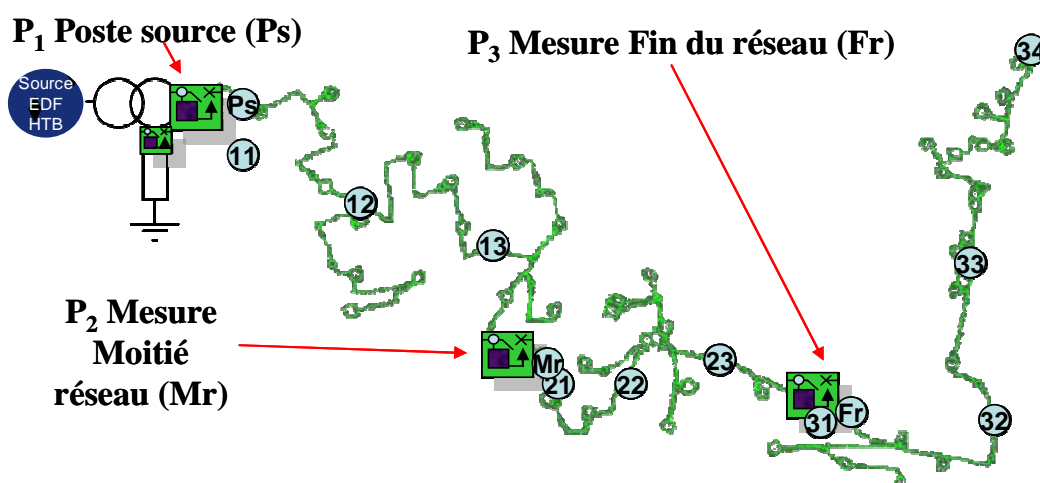 P1 Poste source (Ps)
P3 Mesure Fin du réseau (Fr)
34
Source
EDF
HTB
Ps
11
12
13
33
P2 Mesure
Moitié
réseau (Mr)
Mr
21
22
23
31
Fr
32